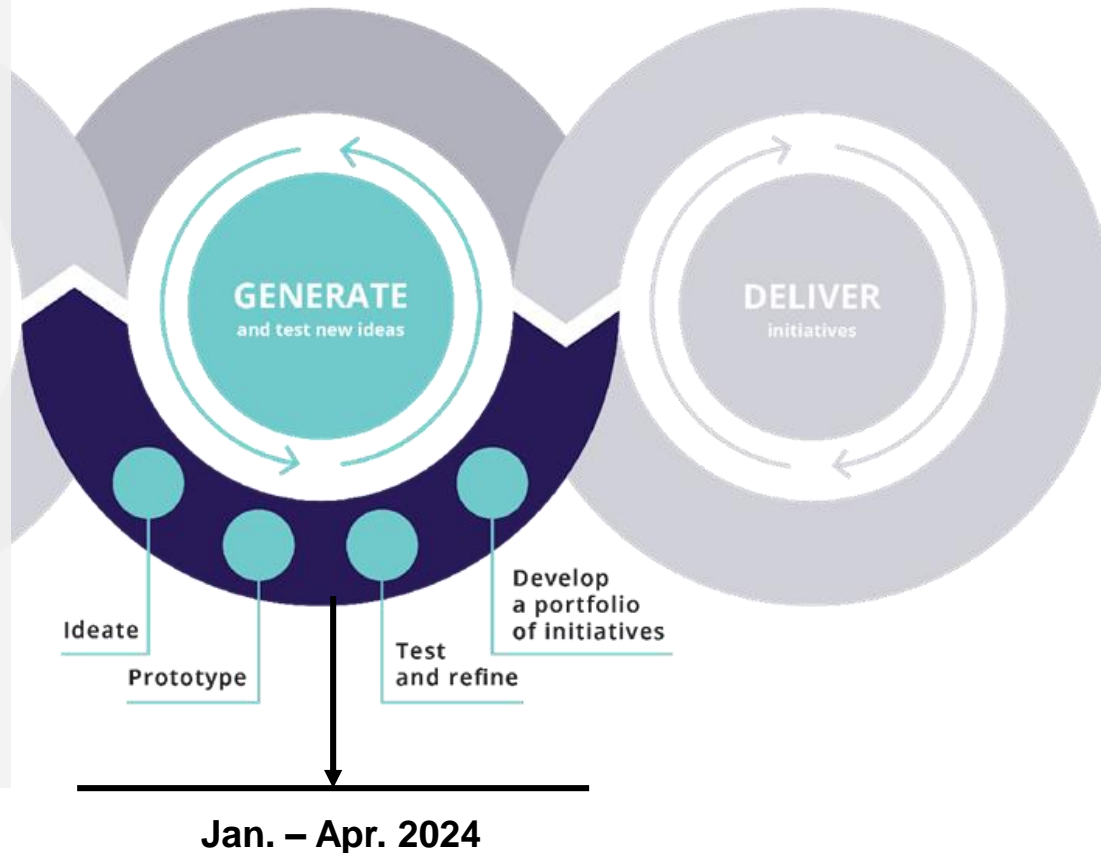 GENERATE
and test new ideas
DELIVER
initiatives
Ideate
Prototype
Test
and refine
Develop
a portfolio
of initiatives
Jan. – Apr. 2024